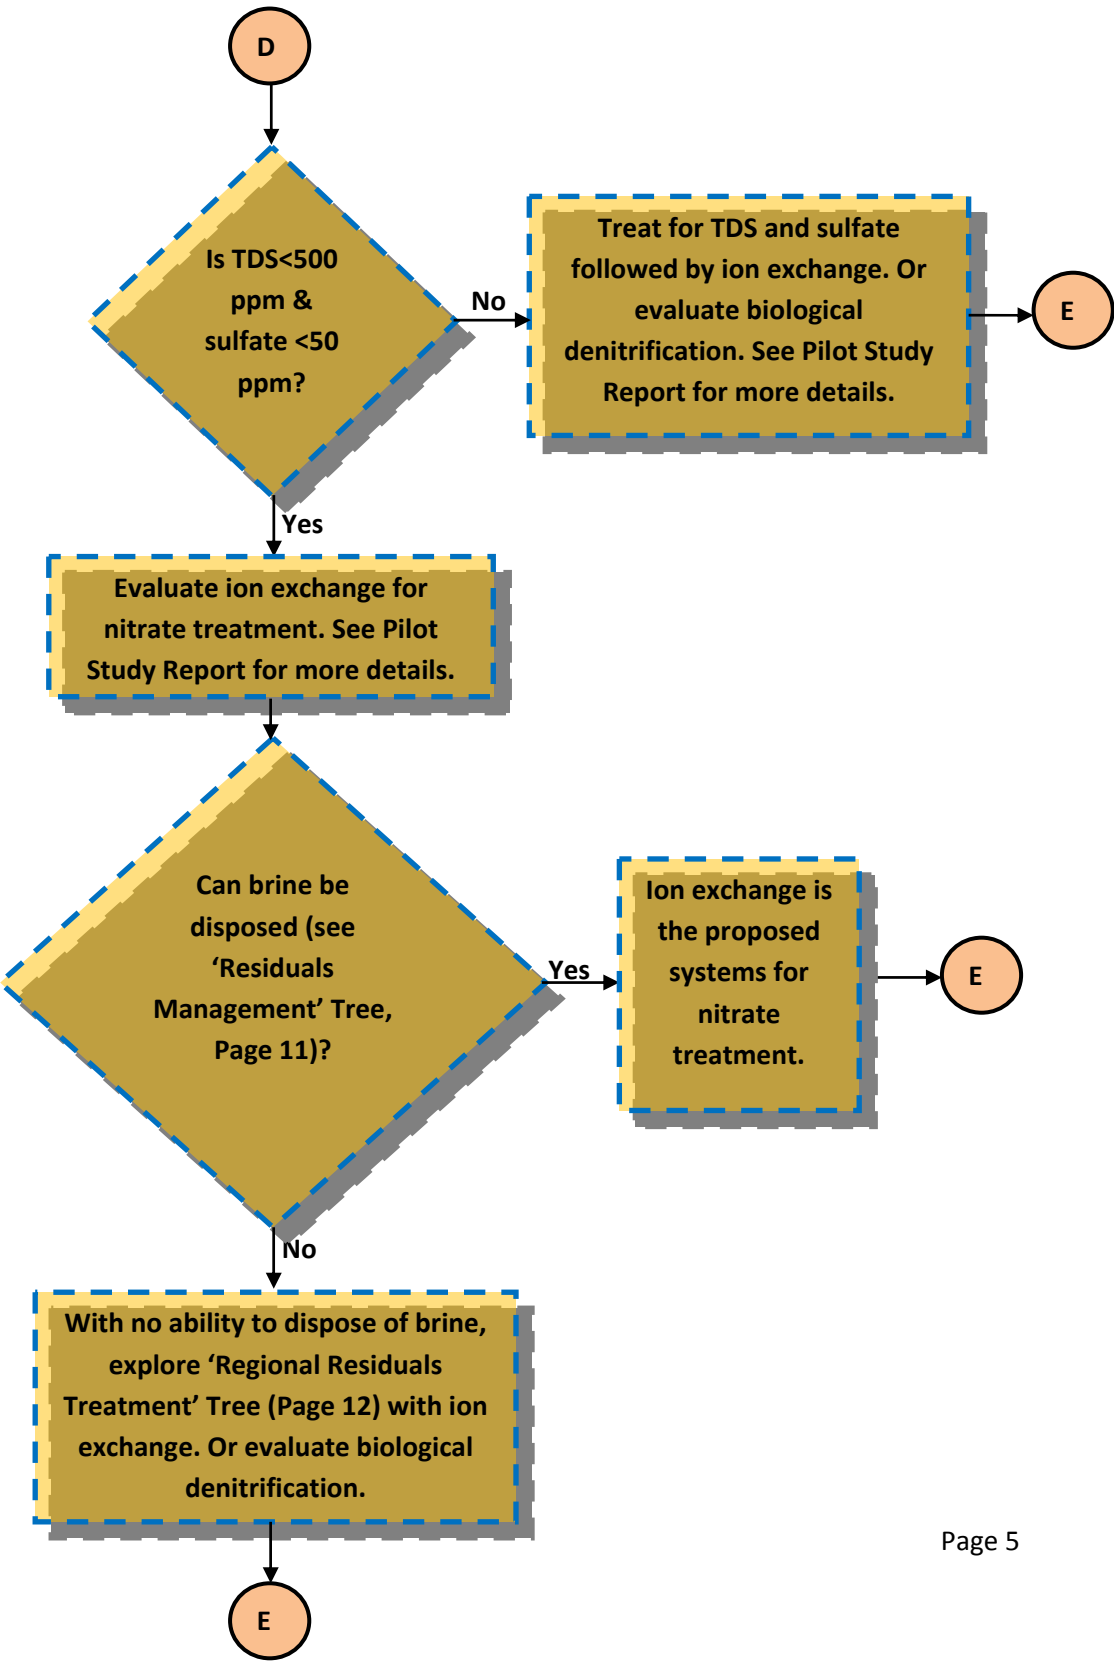 D
Is TDS<500
ppm &
sulfate <50
ppm?
No
Treat for TDS and sulfate
followed by ion exchange. Or
evaluate biological
denitrification. See Pilot Study
Report for more details.
E
Yes
Evaluate ion exchange for
nitrate treatment. See Pilot
Study Report for more details.
Can brine be
disposed (see
‘Residuals
Management’ Tree,
Page 11)?
Yes
Ion exchange is
the proposed
systems for
nitrate
treatment.
E
No
With no ability to dispose of brine,
explore ‘Regional Residuals
Treatment’ Tree (Page 12) with ion
exchange. Or evaluate biological
denitrification.
E
Page 5